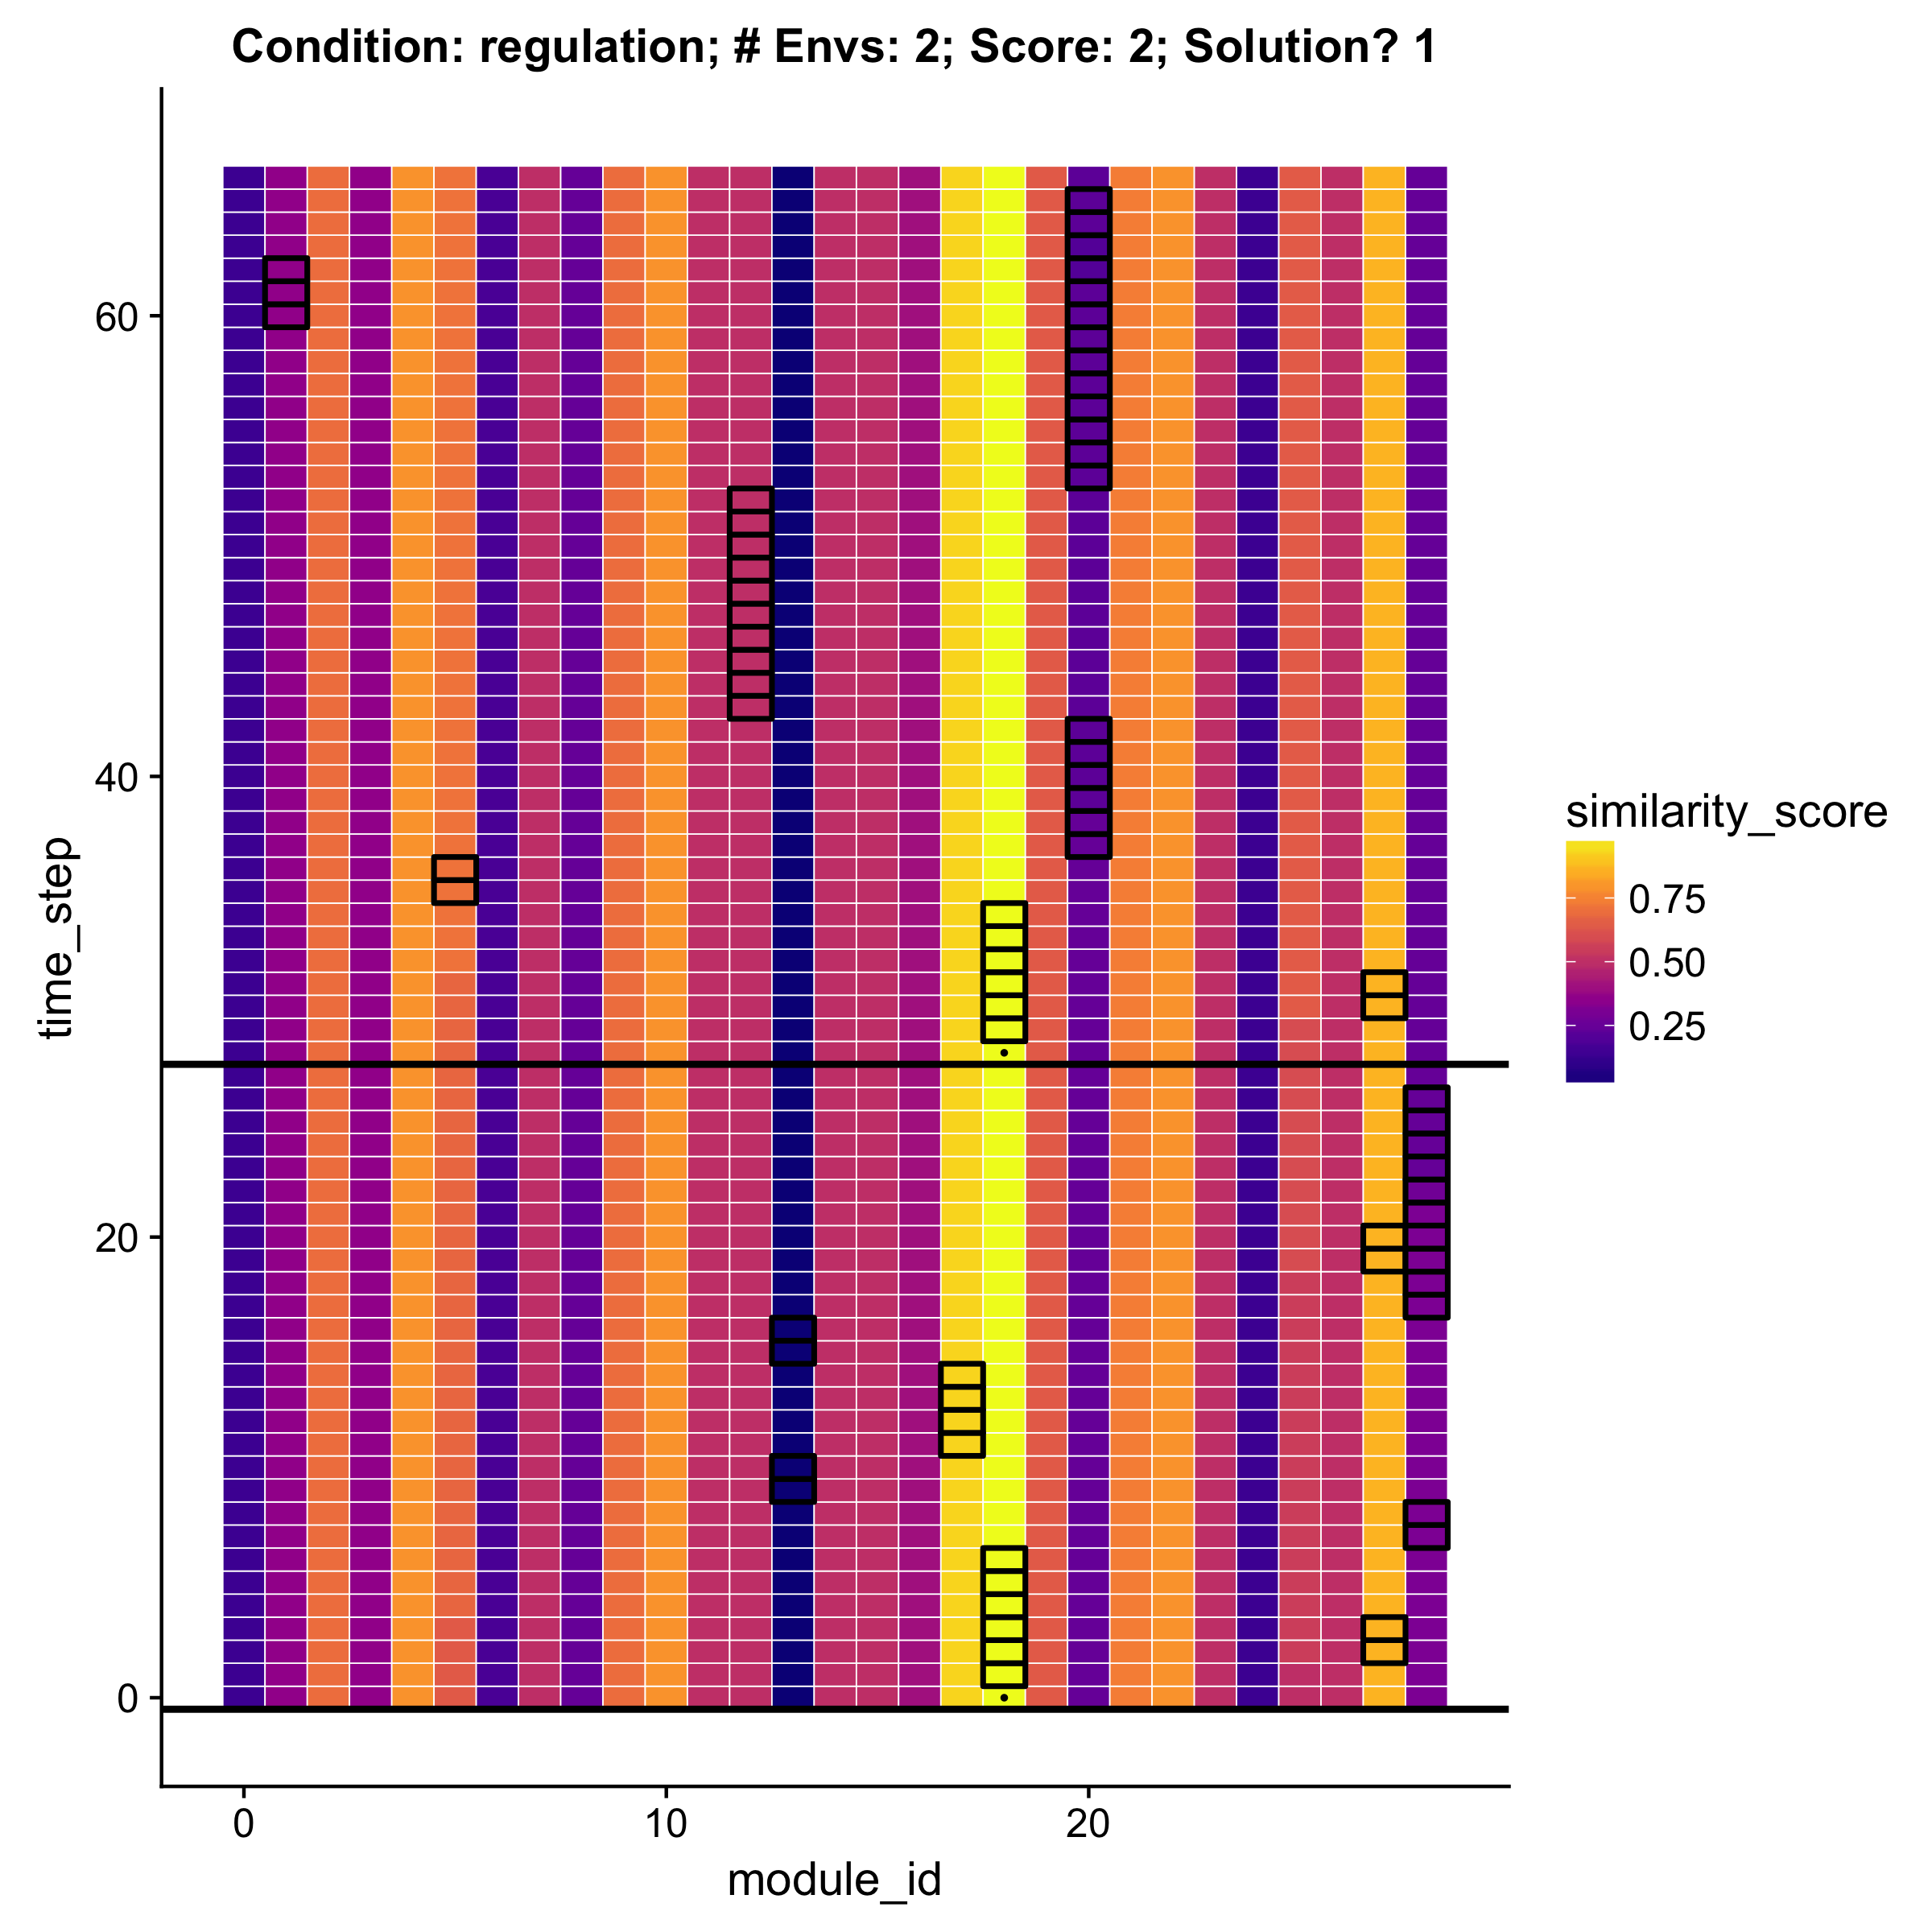 Condition: regulation; # Envs: 2; Score: 2; Solution? 1
time_step
60
40
20
0
0
10
20
module_id
similarity_score
0.75
0.50
0.25